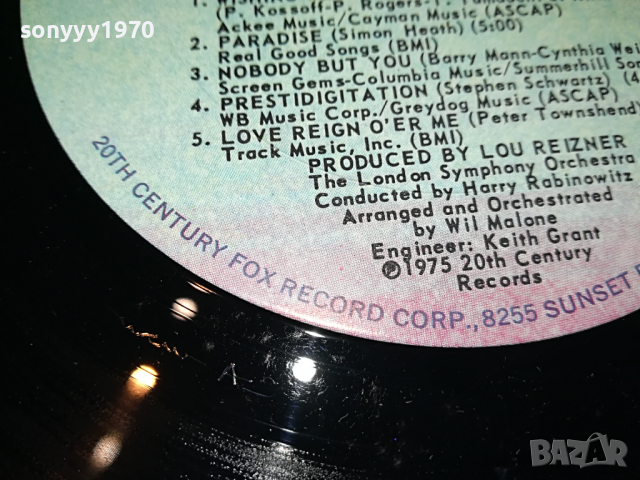 sonyyy1970
(P. Kossoff-P. Rogers-T.
Ackee Music/Cayman Music (ASCAP)
2. PARADISE (Simon Heath) (5:00)
Real Good Songs (BMI)
3. NOBODY BUT YOU (Barry Mann-Cynthia Wei
Screen Gems-Columbia Music/Summerhill Son
4. PRESTIDIGITATION (Stephen Schwartz) (4
WB Music Corp./Greydog Music (ASCAP)
5. LOVE REIGN O'ER ME (Peter Townshend
Track Music, Inc. (BMI)
PRODUCED BY LOU REIZNER
The London Symphony Orchestra
Conducted by Harry Rabinowitz
Arranged and Orchestrated
by Wil Malone
Engineer: Keith Grant
℗1975 20th Century
Records
20TH CENTURY FOX RECORD CORP., 8255 SUNSET
BAZAR